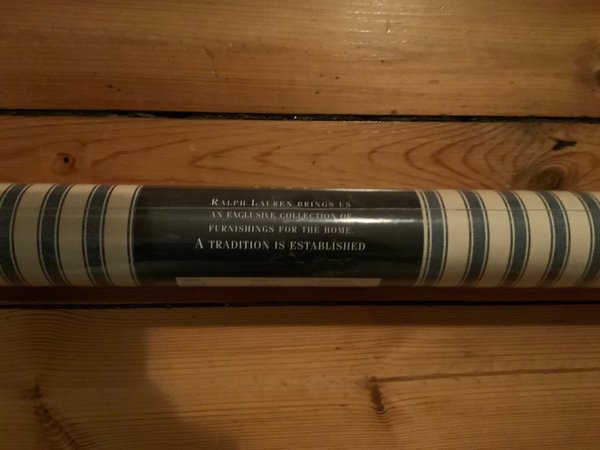 Ralph Lauren brings us
an exclusive collection of
furnishings for the home.
A tradition is established